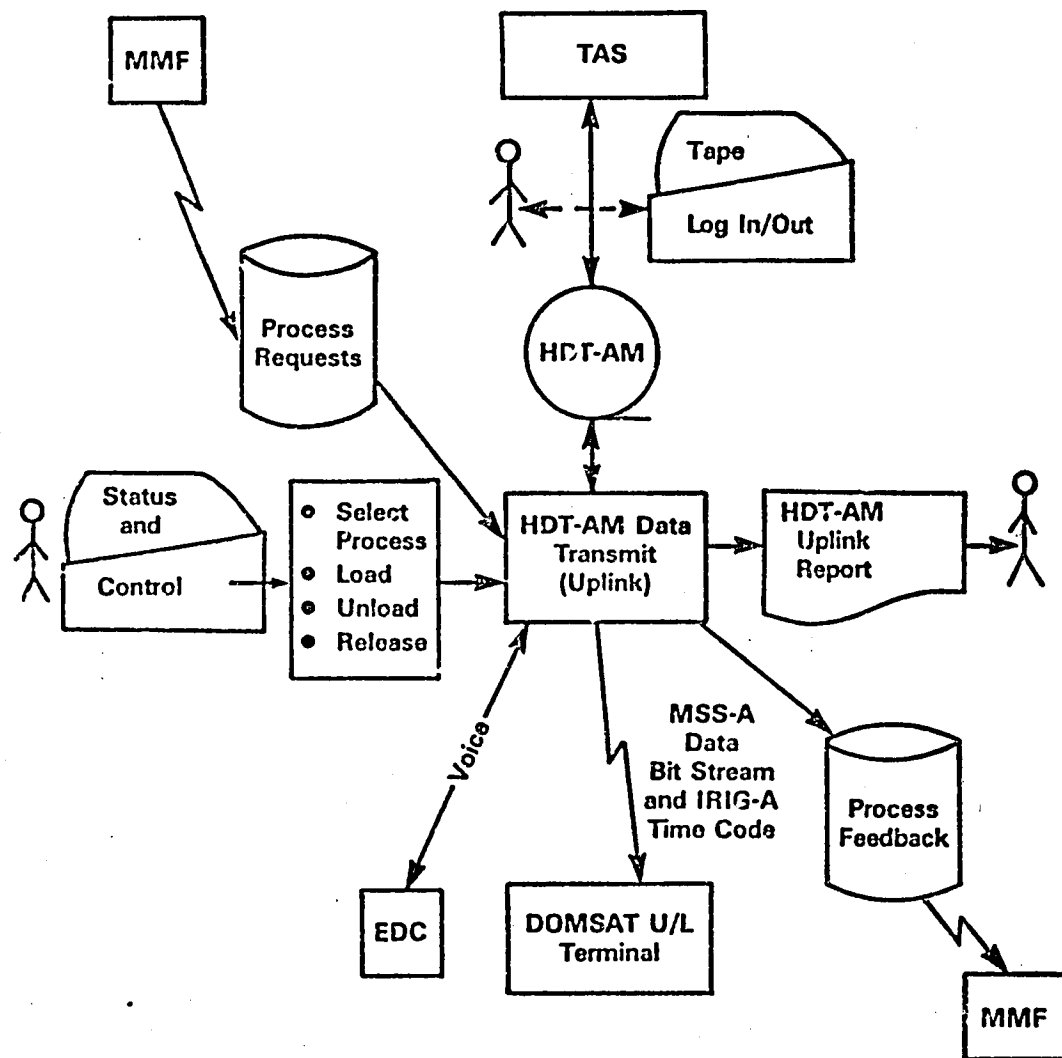 MMF
TAS
Tape
Log In/Out
Process
Requests
HDT-AM
Status
and
Control
• Select
Process
• Load
• Unload
• Release
HDT-AM Data
Transmit
(Uplink)
HDT-AM
Uplink
Report
Voice
MSS-A
Data
Bit Stream
and IRIG-A
Time Code
Process
Feedback
EDC
DOMSAT U/L
Terminal
MMF